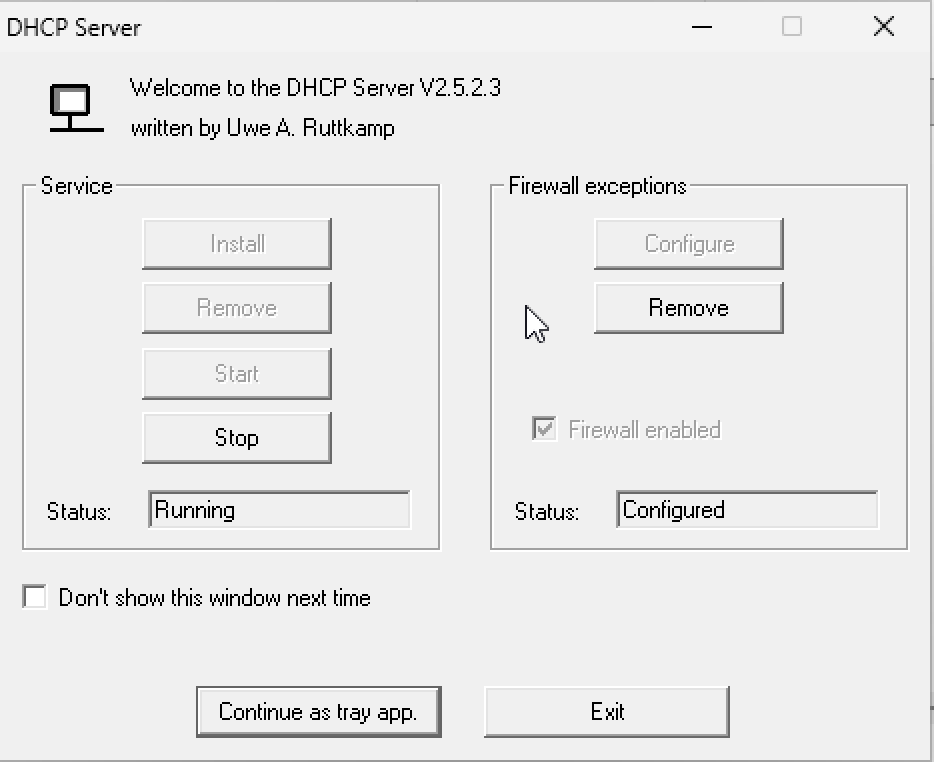 DHCP Server
Welcome to the DHCP Server V2.5.2.3
written by Uwe A. Ruttkamp
Service
Install
Remove
Start
Stop
Status: Running
Firewall exceptions
Configure
Remove
Firewall enabled
Status: Configured
Don't show this window next time
Continue as tray app.
Exit